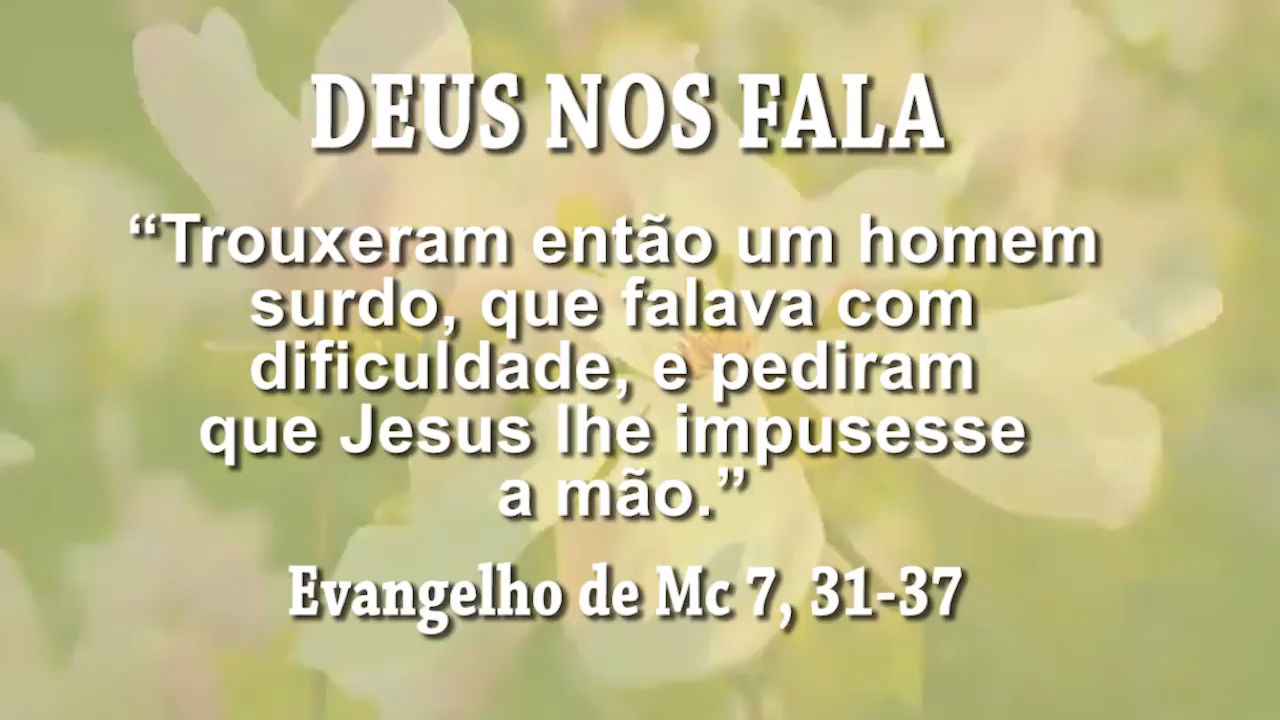 DEUS NOS FALA
“Trouxeram então um homem
surdo, que falava com
dificuldade, e pediram
que Jesus lhe impusesse
a mão.”
Evangelho de Mc 7, 31-37